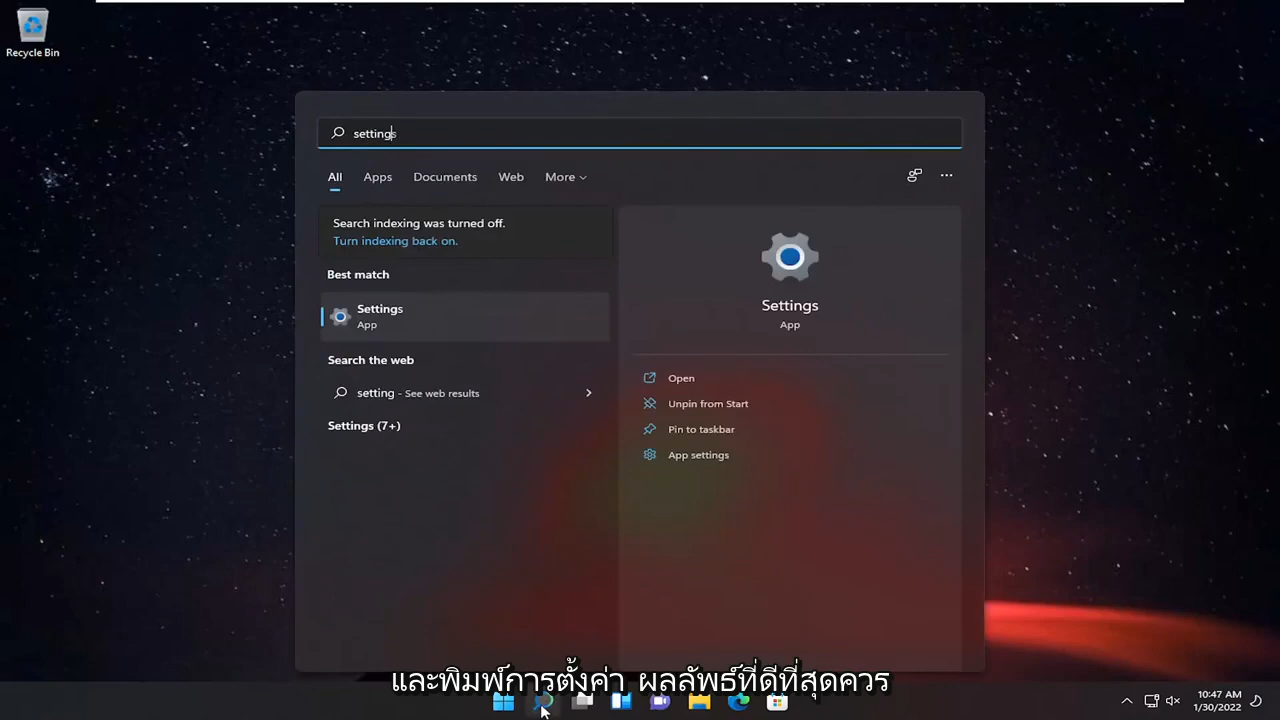 Recycle Bin
settings
All Apps Documents Web More
Search indexing was turned off.
Turn indexing back on.
Best match
Settings
App
Search the web
setting - See web results
Settings (7+)
Settings
App
Open
Unpin from Start
Pin to taskbar
App settings
และพิมพ์การตั้งค่า ผลลัพธ์ที่ดีที่สุดควร
10:47 AM
1/30/2022